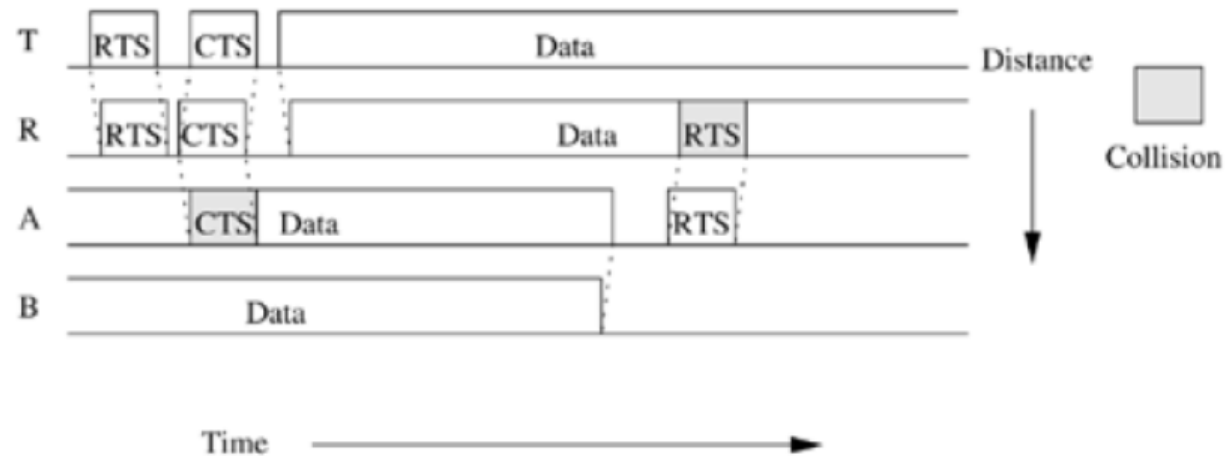 T RTS CTS Data
Distance
R RTS CTS Data RTS
Collision
A CTS Data RTS
B Data
Time